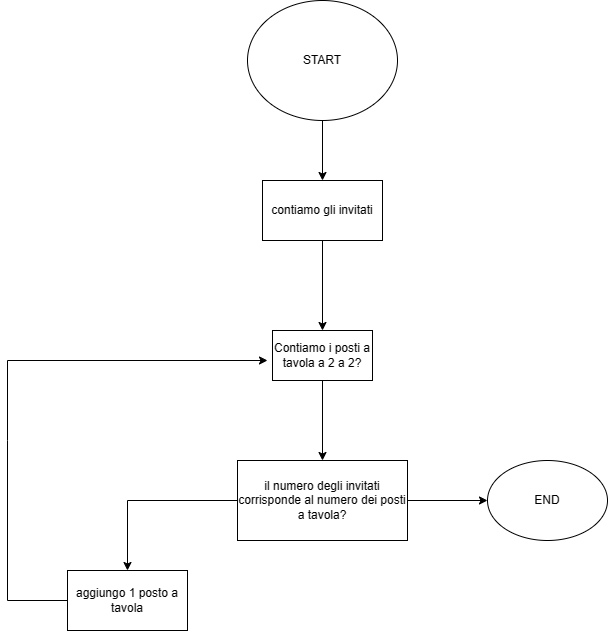 START
contiamo gli invitati
Contiamo i posti a
tavola a 2 a 2?
il numero degli invitati
corrisponde al numero dei posti
a tavola?
END
aggiungo 1 posto a
tavola